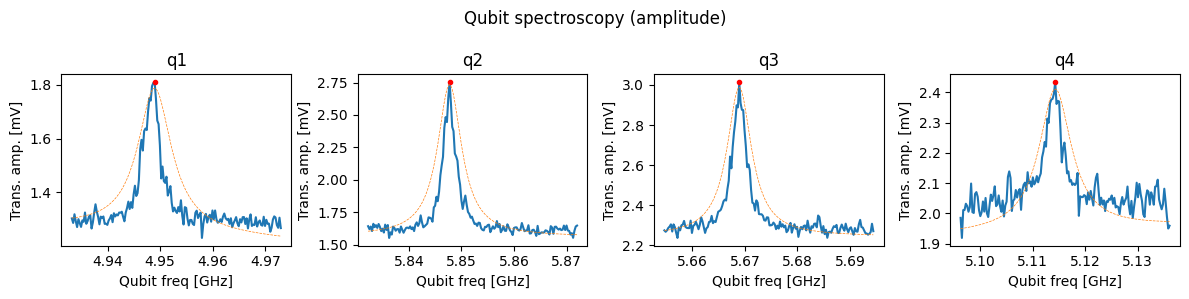 Qubit spectroscopy (amplitude)
q1
Trans. amp. [mV]
1.8
1.6
1.4
4.94
4.95
4.96
4.97
Qubit freq [GHz]
q2
Trans. amp. [mV]
2.75
2.50
2.25
2.00
1.75
1.50
5.84
5.85
5.86
5.87
Qubit freq [GHz]
q3
Trans. amp. [mV]
3.0
2.8
2.6
2.4
2.2
5.66
5.67
5.68
5.69
Qubit freq [GHz]
q4
Trans. amp. [mV]
2.4
2.3
2.2
2.1
2.0
1.9
5.10
5.11
5.12
5.13
Qubit freq [GHz]